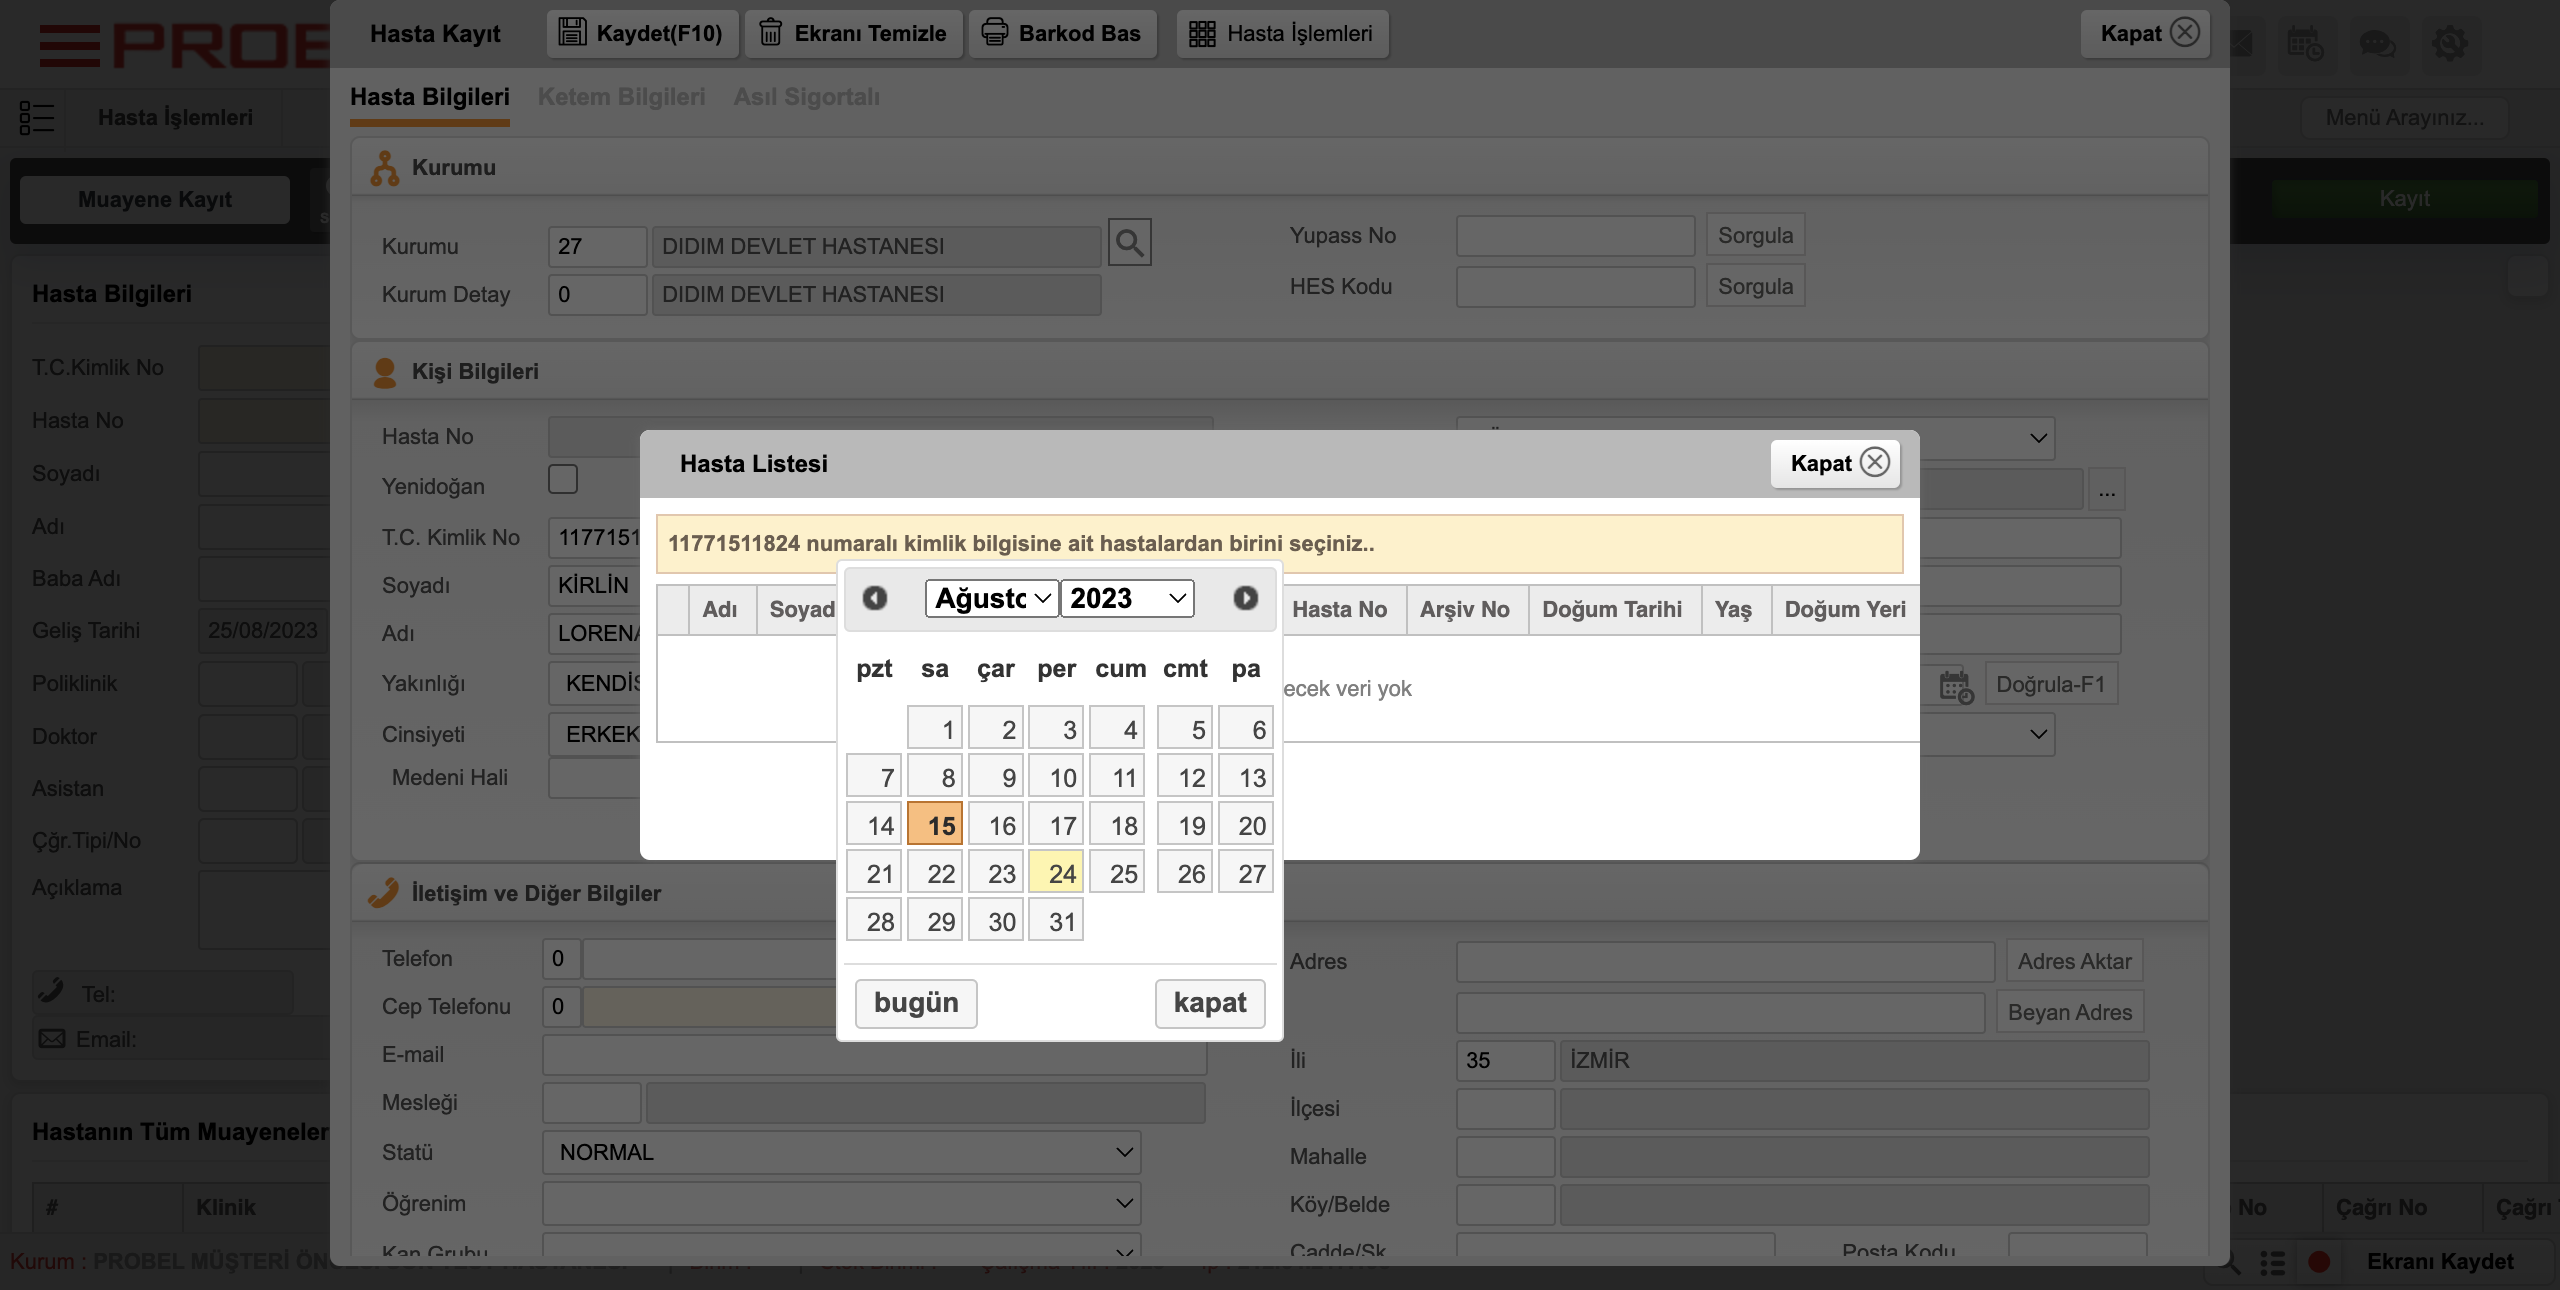 Hasta Kayıt Kaydet(F10) Ekranı Temizle Barkod Bas Hasta İşlemleri Kapat
PROB
Hasta Bilgileri Ketem Bilgileri Asıl Sigortalı
Hasta İşlemleri Menü Arayınız...
Muayene Kayıt Kayıt
Hasta Bilgileri
T.C.Kimlik No
Hasta No
Soyadı
Adı
Baba Adı
Geliş Tarihi 25/08/2023
Poliklinik
Doktor
Asistan
Çğr.Tipi/No
Açıklama
Tel:
Email:
Hastanın Tüm Muayeneler
# Klinik
No Çağrı No Çağrı
Kurum : PROBEL MÜŞTERİ
Ekranı Kaydet
Kurumu
Kurumu 27 DIDIM DEVLET HASTANESI
Kurum Detay 0 DIDIM DEVLET HASTANESI
Yupass No Sorgula
HES Kodu Sorgula
Kişi Bilgileri
Hasta No
Yenidoğan ...
T.C. Kimlik No 1177151
Soyadı KİRLİN
Adı LORENA
Yakınlığı KENDİS
Doğrula-F1
Cinsiyeti ERKEK
Medeni Hali
Hasta Listesi Kapat
11771511824 numaralı kimlik bilgisine ait hastalardan birini seçiniz..
Adı Soyad Hasta No Arşiv No Doğum Tarihi Yaş Doğum Yeri
ecek veri yok
Ağustc 2023
pzt sa çar per cum cmt pa
1 2 3 4 5 6
7 8 9 10 11 12 13
14 15 16 17 18 19 20
21 22 23 24 25 26 27
28 29 30 31
bugün kapat
İletişim ve Diğer Bilgiler
Telefon 0
Cep Telefonu 0
E-mail
Mesleği
Statü NORMAL
Öğrenim
Kan Grubu
Adres Adres Aktar
Beyan Adres
İli 35 İZMİR
İlçesi
Mahalle
Köy/Belde
Cadde/Sk. Posta Kodu